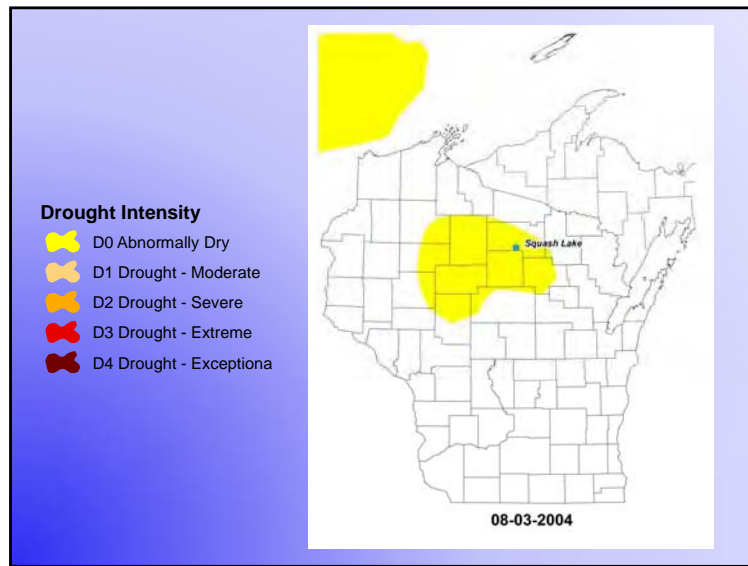 Drought Intensity
D0 Abnormally Dry
D1 Drought - Moderate
D2 Drought - Severe
D3 Drought - Extreme
D4 Drought - Exceptiona
Squash Lake
08-03-2004